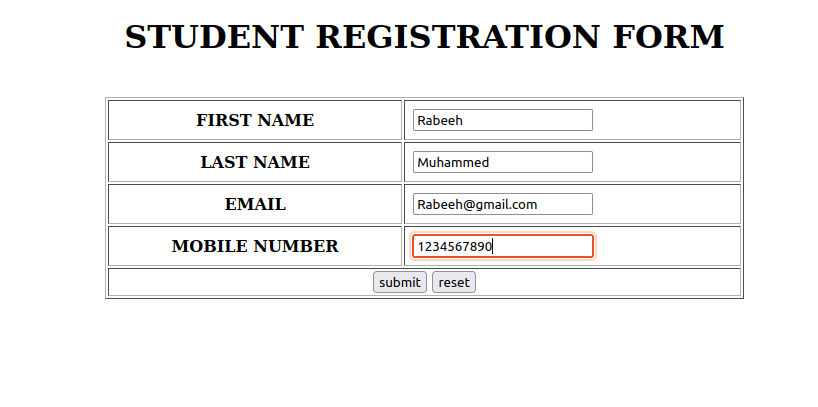 STUDENT REGISTRATION FORM
FIRST NAME Rabeeh
LAST NAME Muhammed
EMAIL Rabeeh@gmail.com
MOBILE NUMBER 1234567890
submit reset